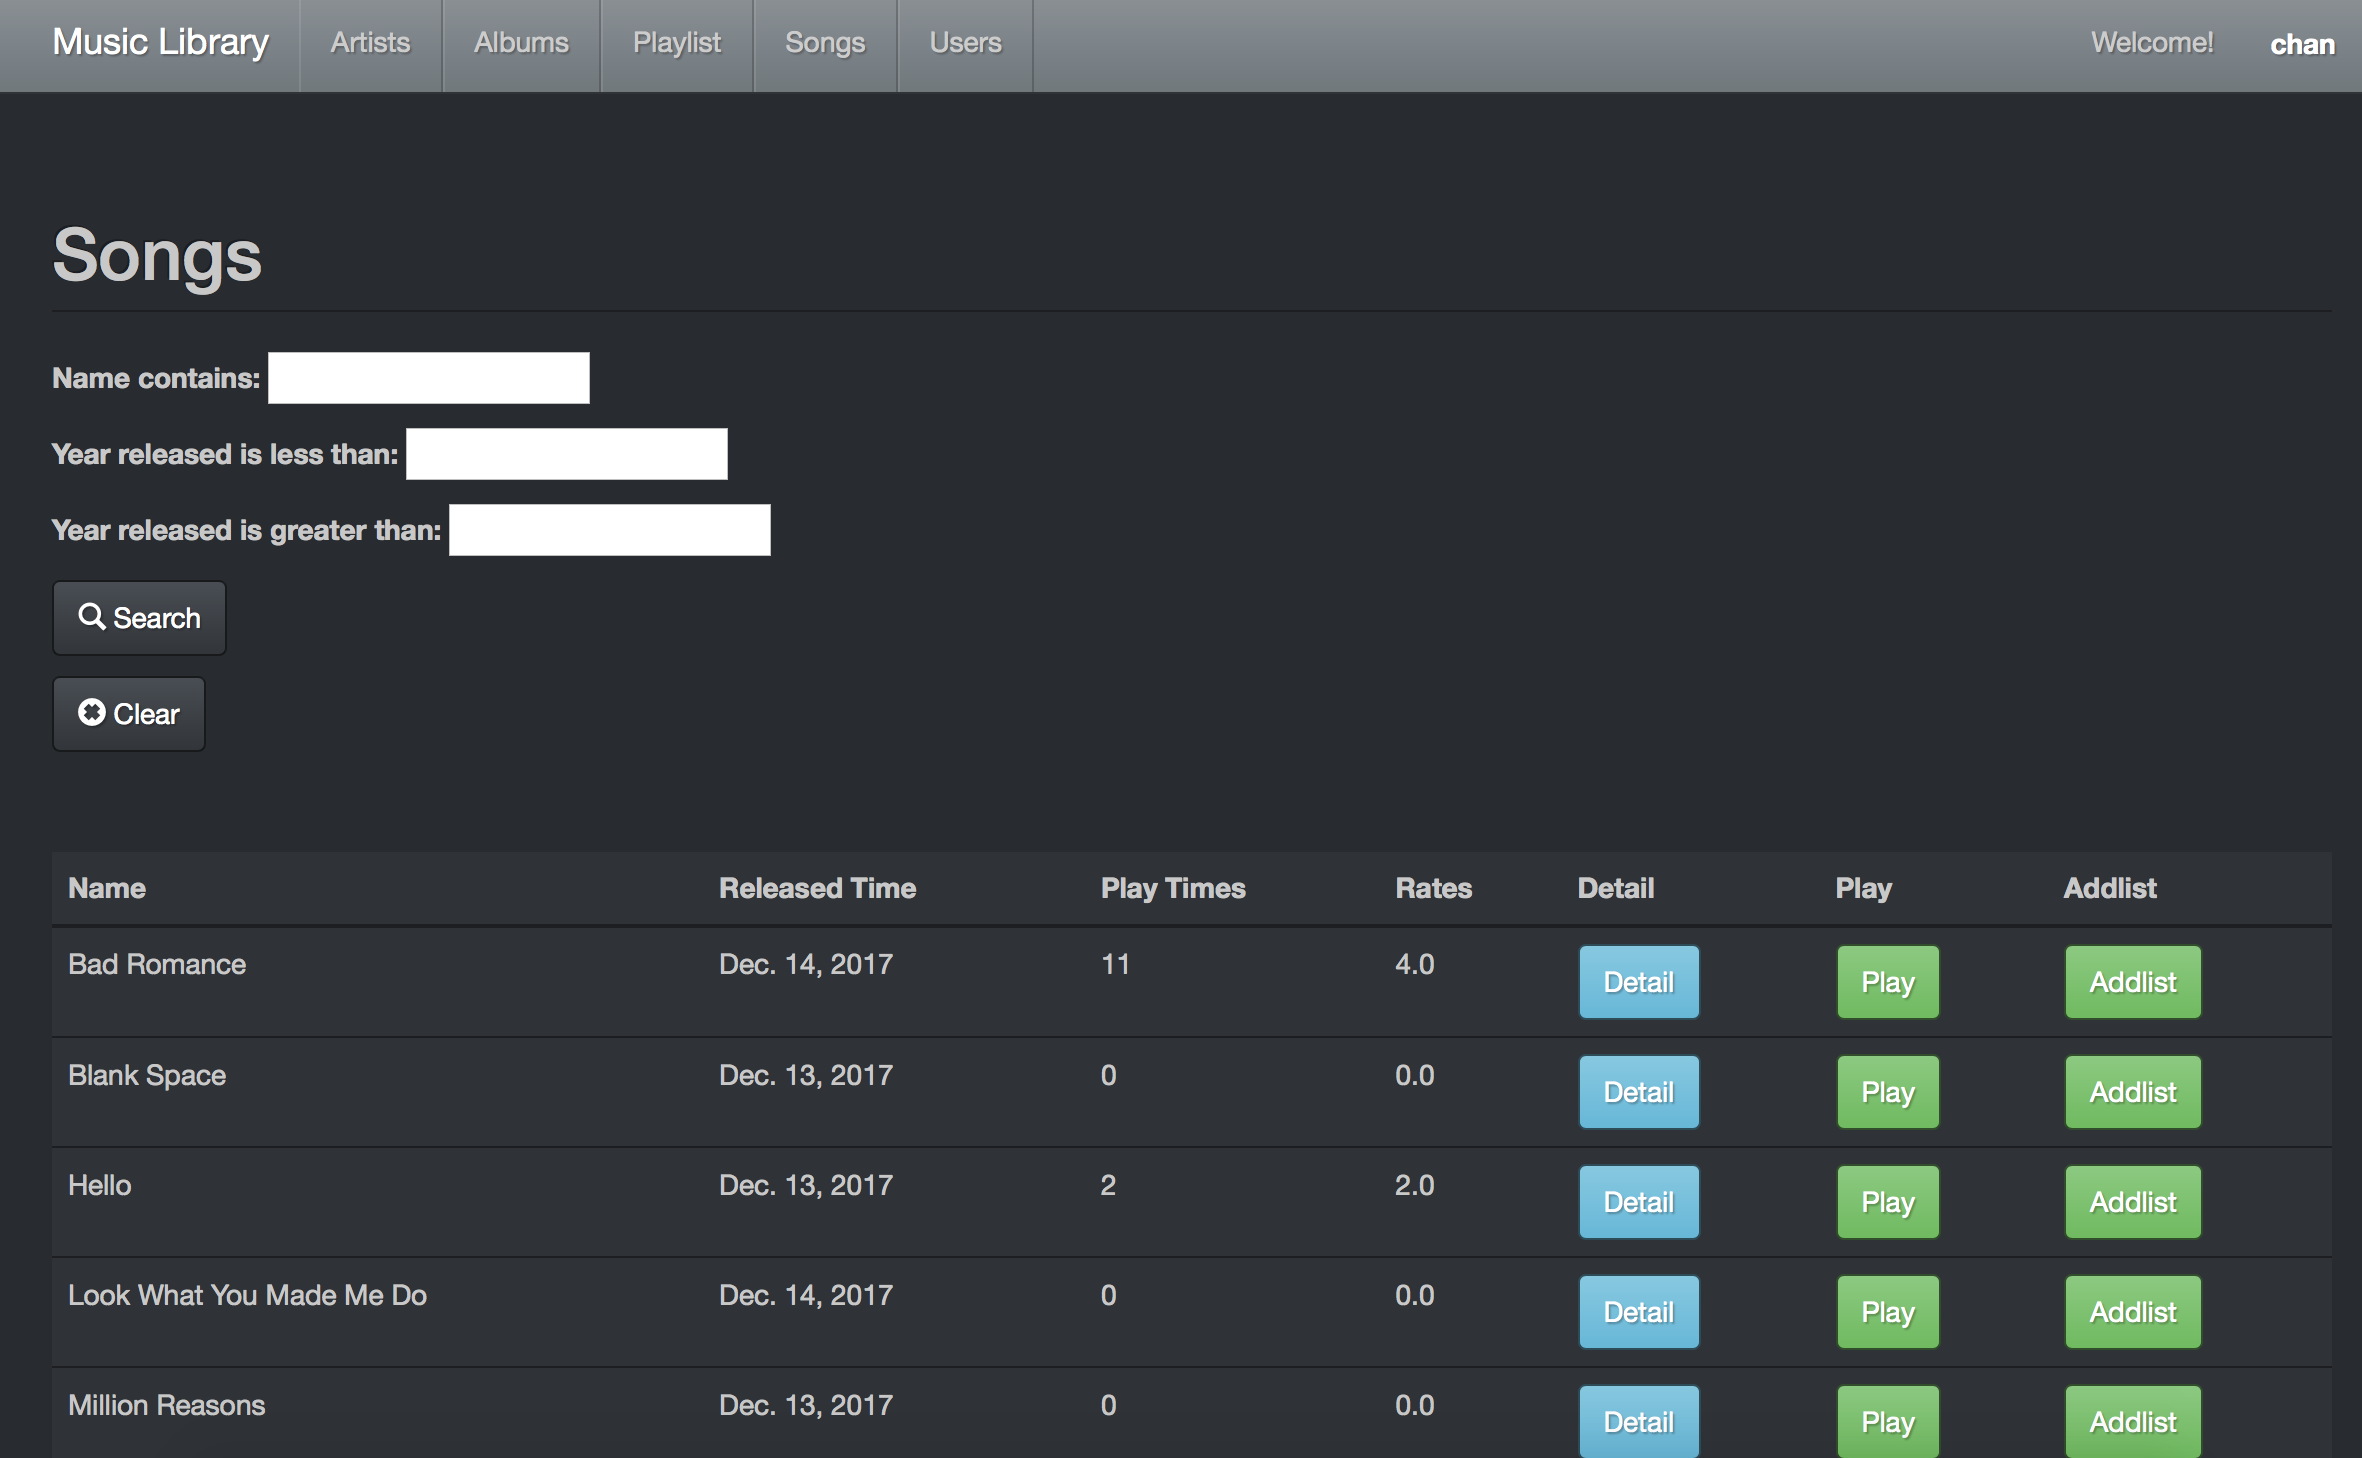 Music Library Artists Albums Playlist Songs Users Welcome! chan
Songs
Name contains:
Year released is less than:
Year released is greater than:
Search
Clear
Name Released Time Play Times Rates Detail Play Addlist
Bad Romance Dec. 14, 2017 11 4.0 Detail Play Addlist
Blank Space Dec. 13, 2017 0 0.0 Detail Play Addlist
Hello Dec. 13, 2017 2 2.0 Detail Play Addlist
Look What You Made Me Do Dec. 14, 2017 0 0.0 Detail Play Addlist
Million Reasons Dec. 13, 2017 0 0.0 Detail Play Addlist